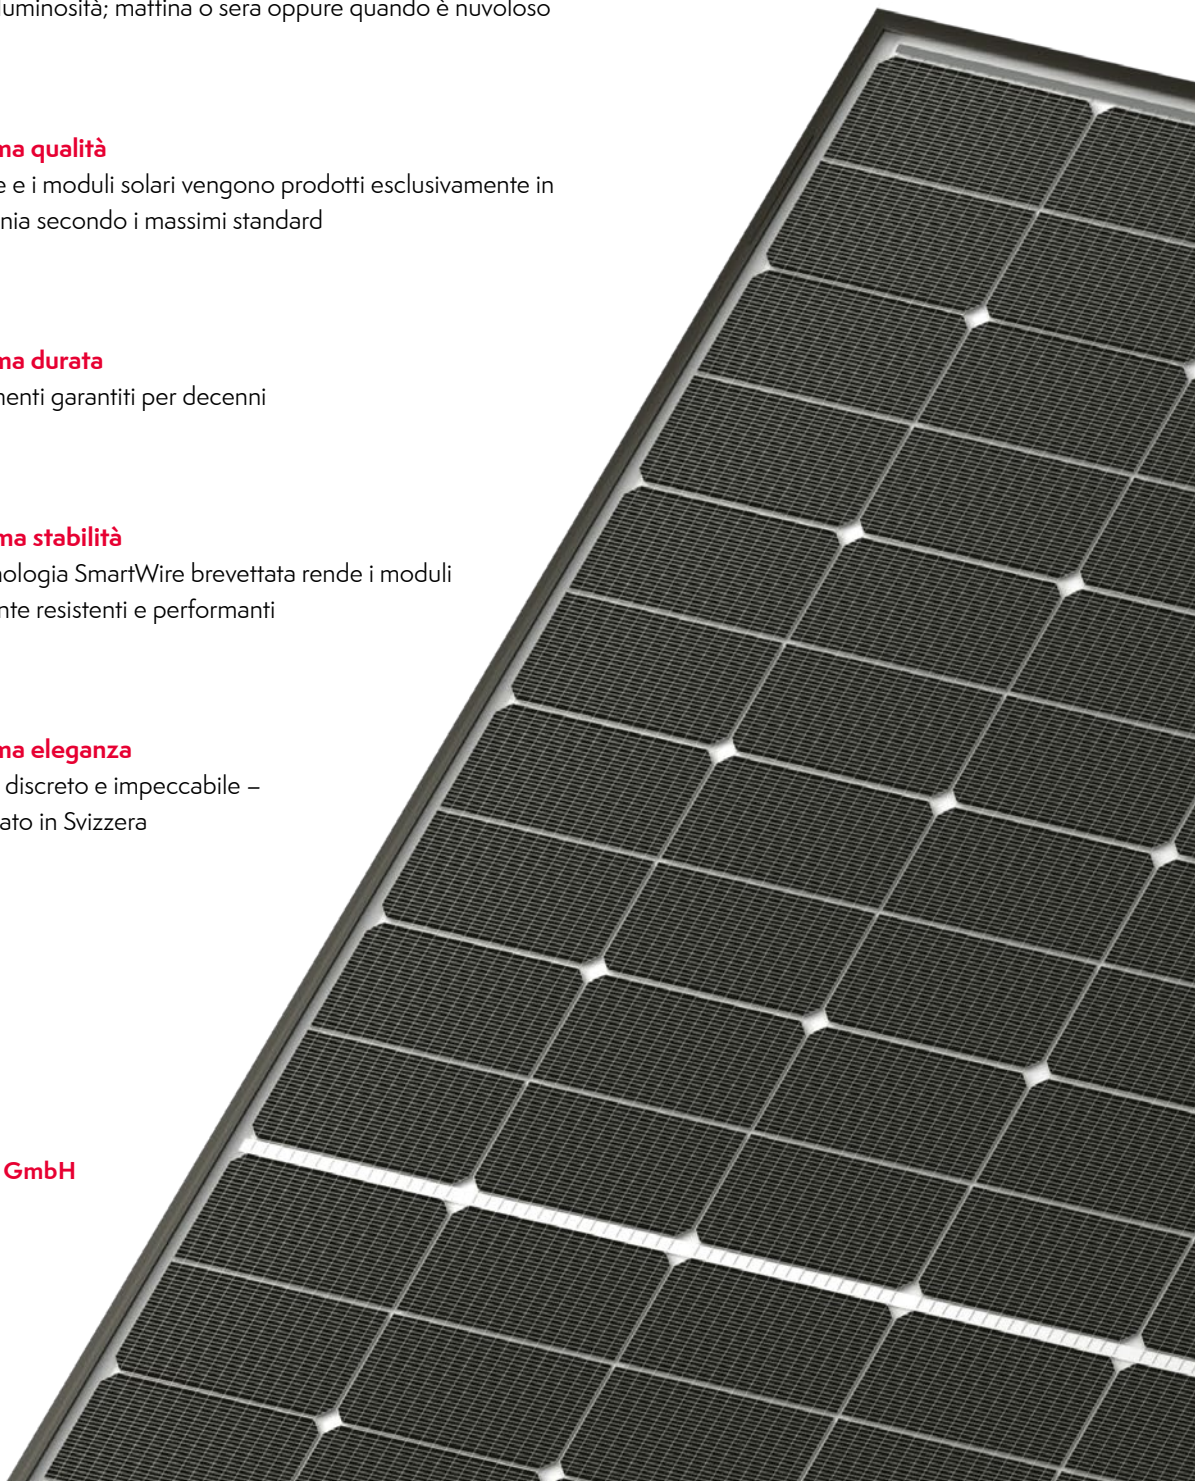 luminosità; mattina o sera oppure quando è nuvoloso
ma qualità
e e i moduli solari vengono prodotti esclusivamente in
nia secondo i massimi standard
ma durata
nenti garantiti per decenni
ma stabilità
nologia SmartWire brevettata rende i moduli
nte resistenti e performanti
ma eleganza
discreto e impeccabile –
ato in Svizzera
GmbH